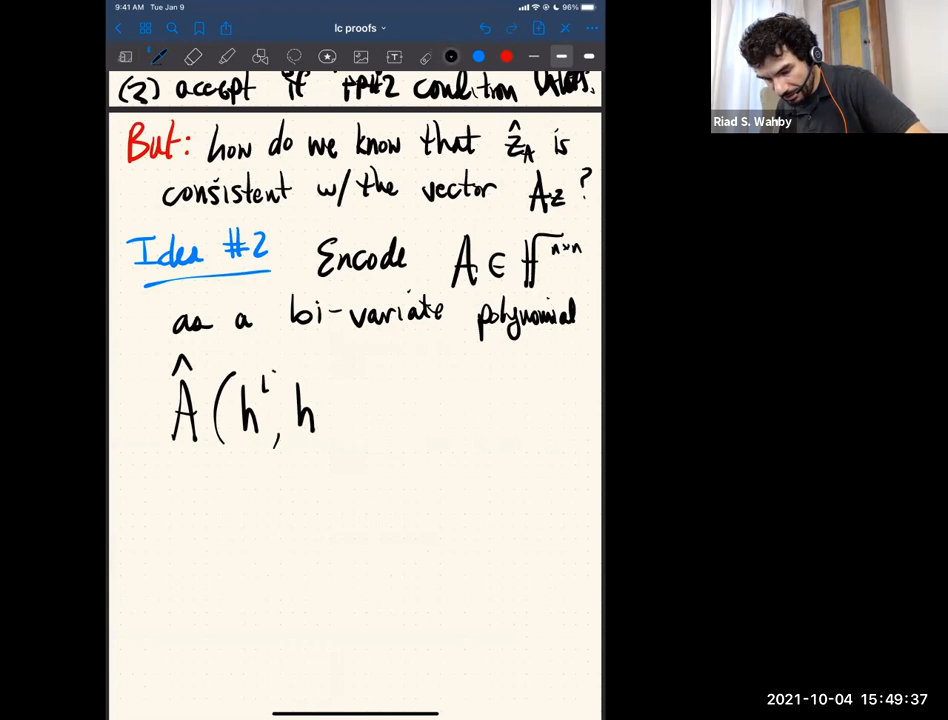 9:41 AM Tue Jan 9
96%
lc proofs
(2) accept if condition holds.
Riad S. Wahby
But: how do we know that ẑ_A is
consistent w/ the vector Az?
Idea #2 Encode A ∈ F^{n×n}
as a bi-variate polynomial
Â(h^i, h
2021-10-04 15:49:37